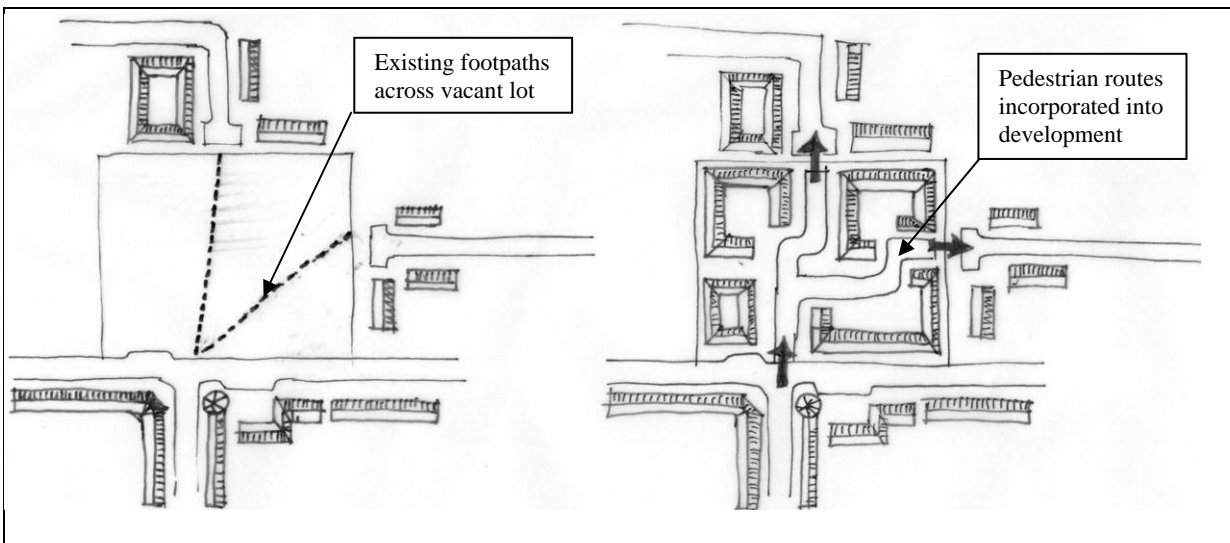 Existing footpaths
across vacant lot
Pedestrian routes
incorporated into
development